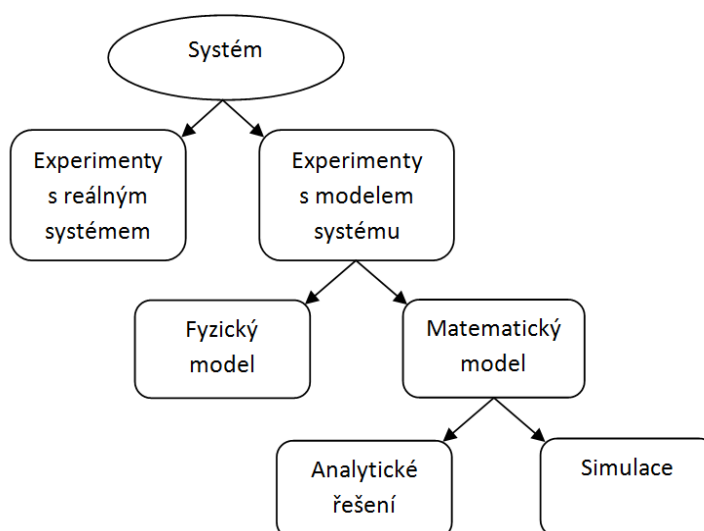 Systém
Experimenty
s reálným
systémem
Experimenty
s modelem
systému
Fyzický
model
Matematický
model
Analytické
řešení
Simulace